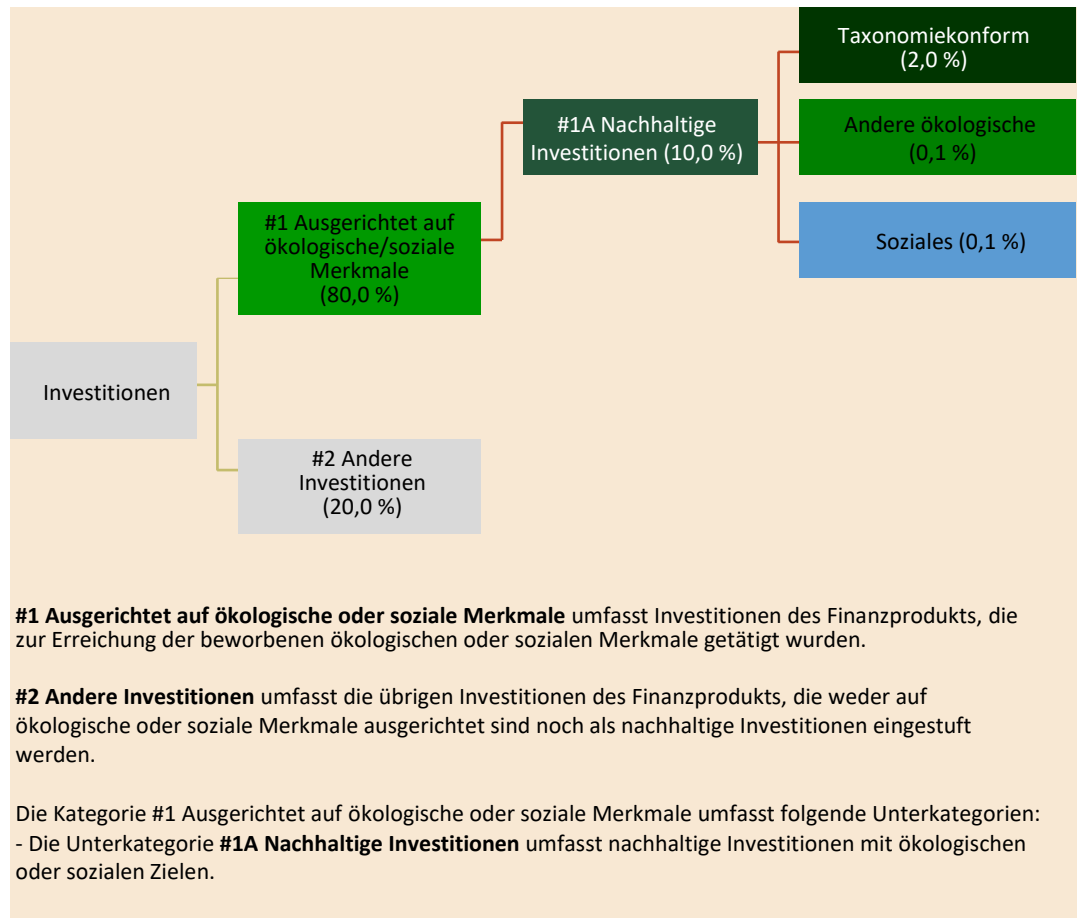 Taxonomiekonform
(2,0 %)
#1A Nachhaltige
Investitionen (10,0 %)
Andere ökologische
(0,1 %)
#1 Ausgerichtet auf
ökologische/soziale
Merkmale
(80,0 %)
Soziales (0,1 %)
Investitionen
#2 Andere
Investitionen
(20,0 %)
#1 Ausgerichtet auf ökologische oder soziale Merkmale umfasst Investitionen des Finanzprodukts, die
zur Erreichung der beworbenen ökologischen oder sozialen Merkmale getätigt wurden.
#2 Andere Investitionen umfasst die übrigen Investitionen des Finanzprodukts, die weder auf
ökologische oder soziale Merkmale ausgerichtet sind noch als nachhaltige Investitionen eingestuft
werden.
Die Kategorie #1 Ausgerichtet auf ökologische oder soziale Merkmale umfasst folgende Unterkategorien:
- Die Unterkategorie #1A Nachhaltige Investitionen umfasst nachhaltige Investitionen mit ökologischen
oder sozialen Zielen.